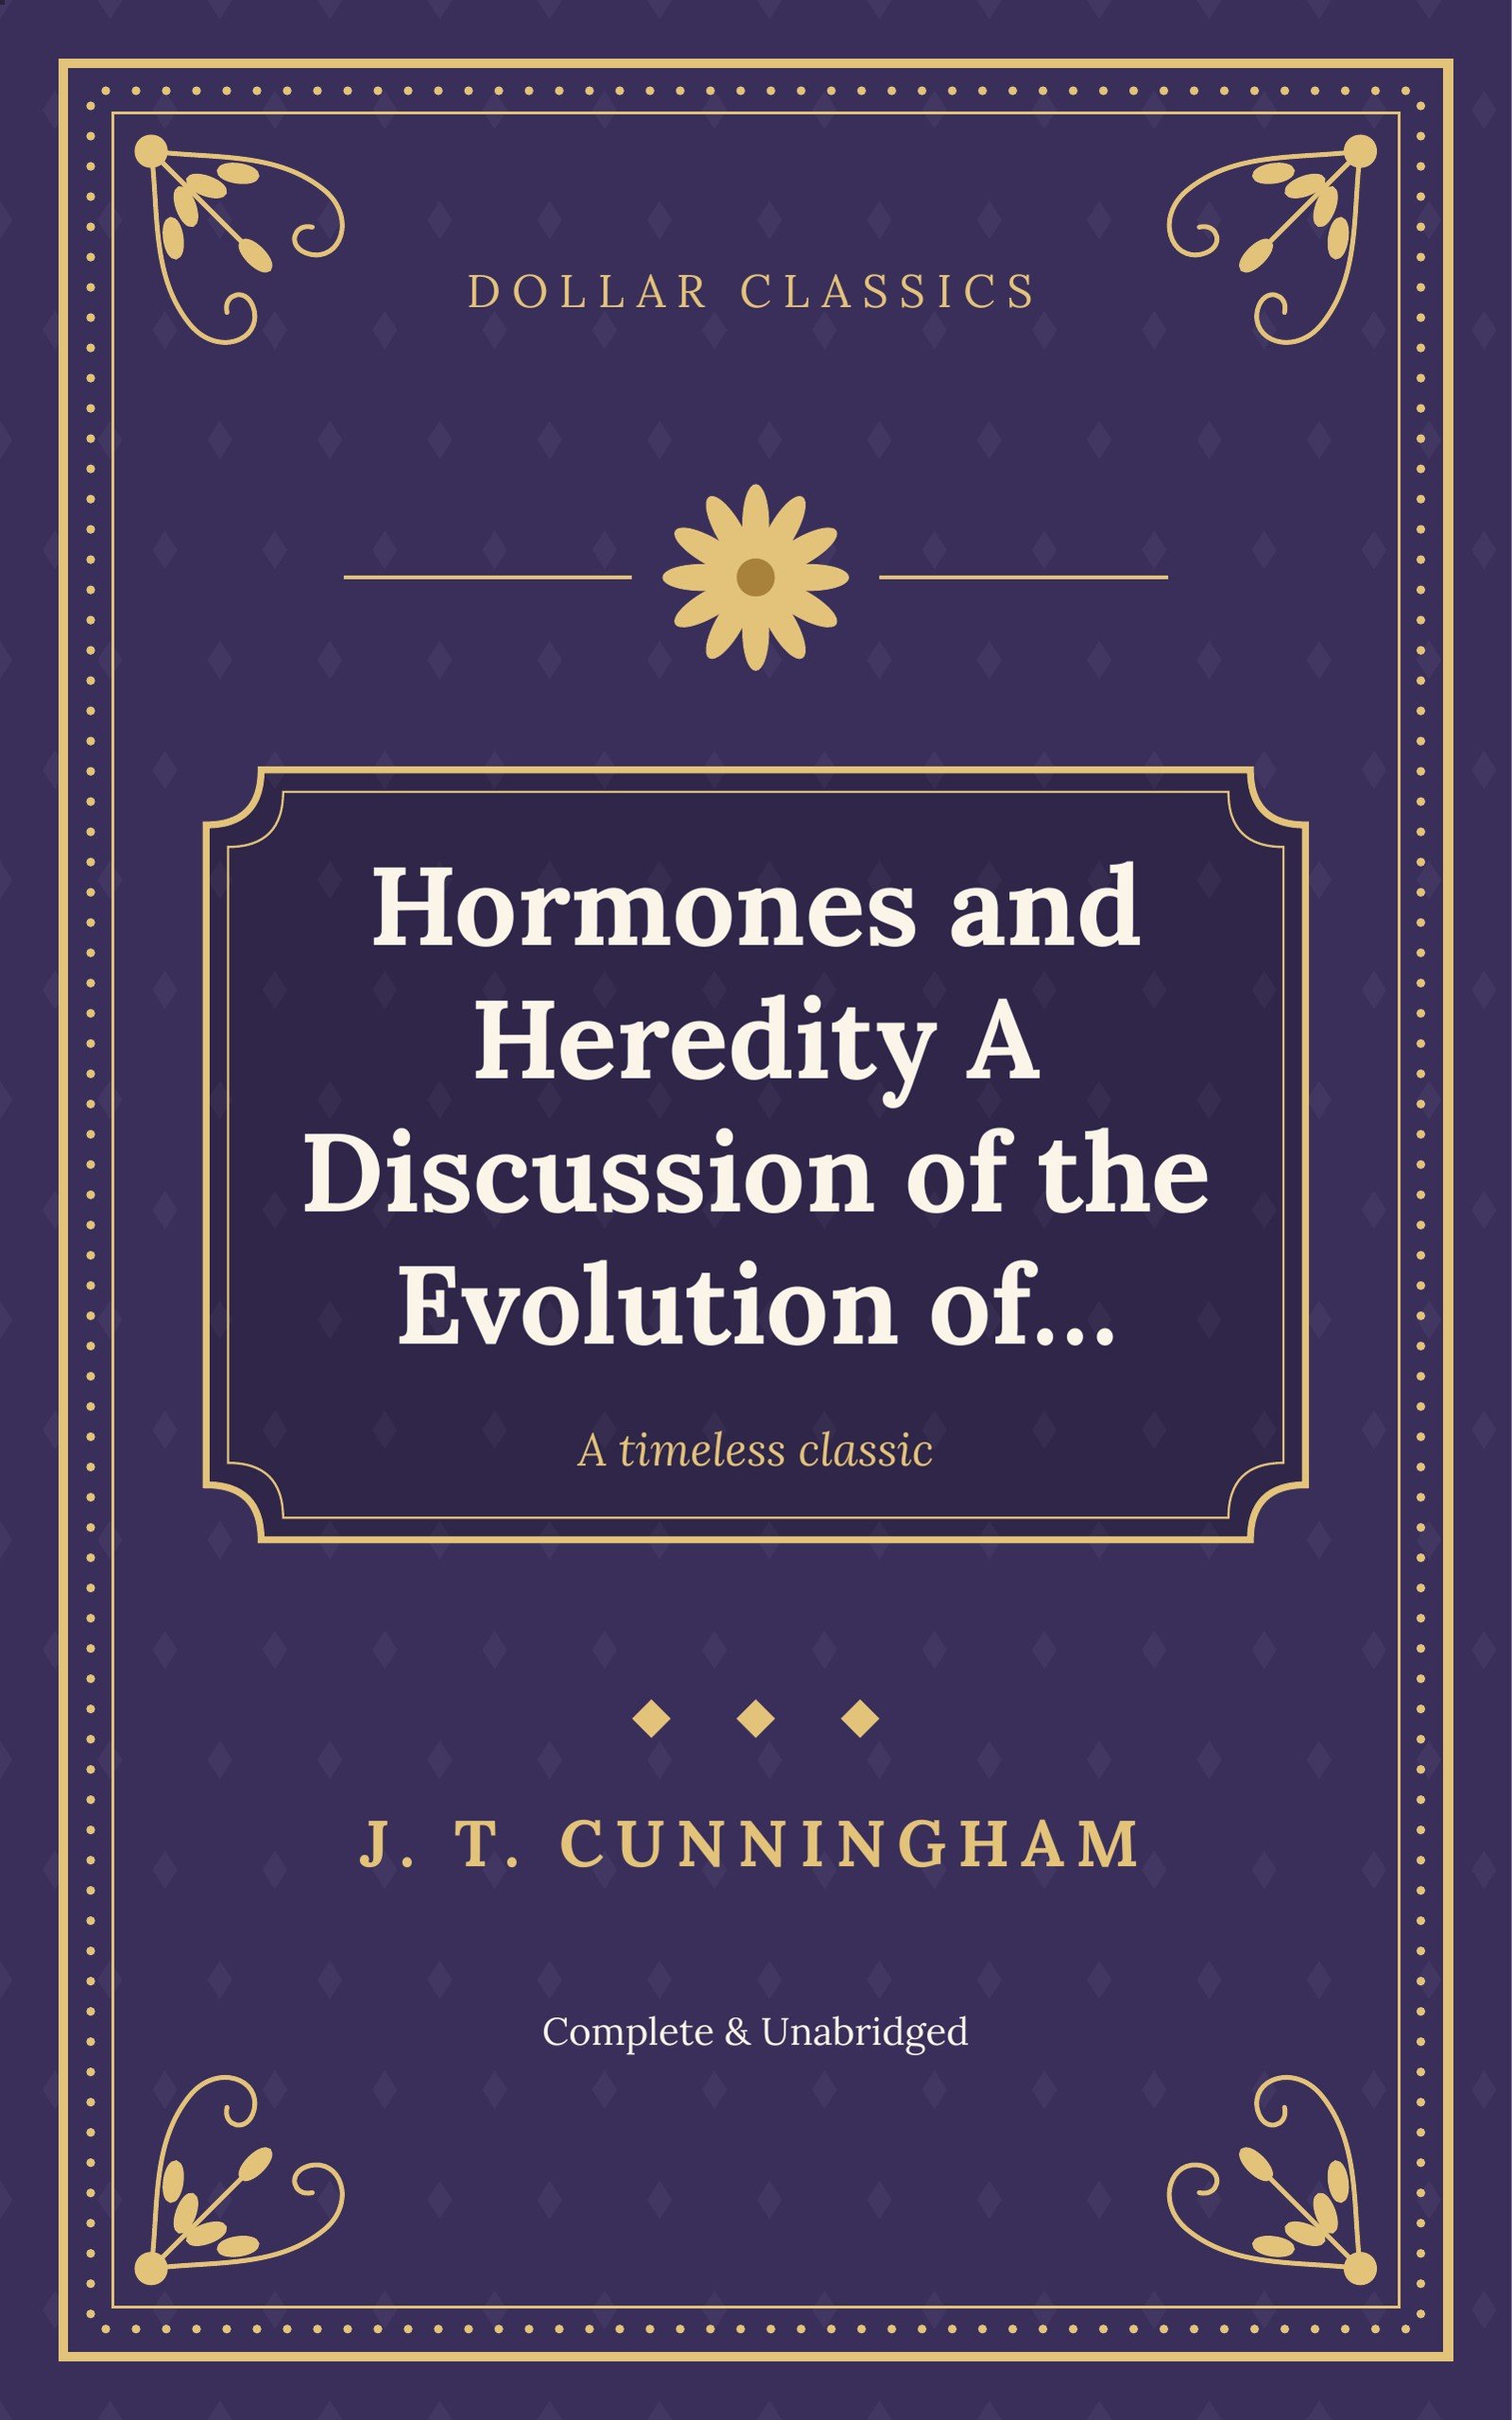 DOLLAR CLASSICS
Hormones and
Heredity A
Discussion of the
Evolution of...
A timeless classic
J. T. CUNNINGHAM
Complete & Unabridged